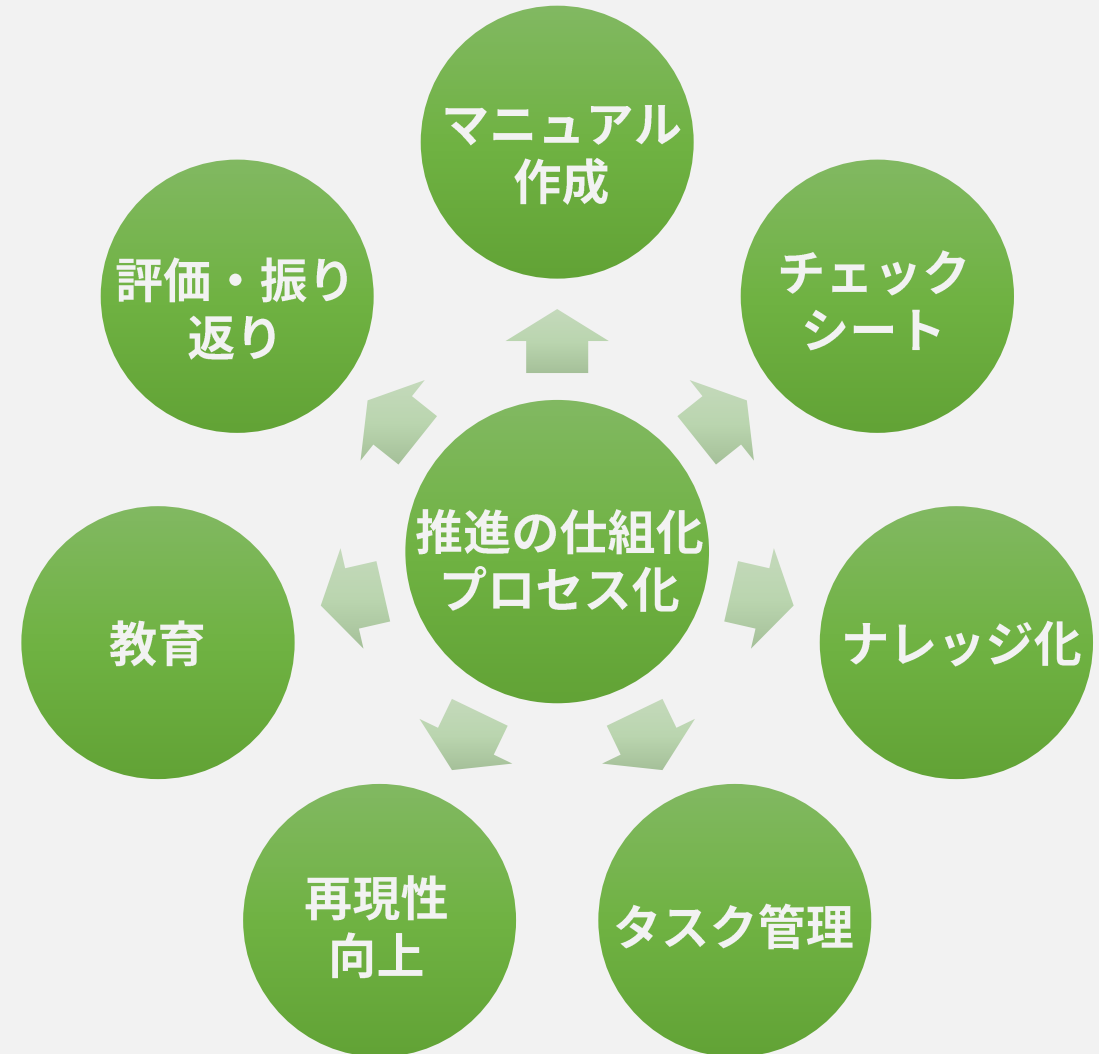 マニュアル
作成
チェック
シート
ナレッジ化
タスク管理
再現性
向上
教育
評価・振り
返り
推進の仕組化
プロセス化